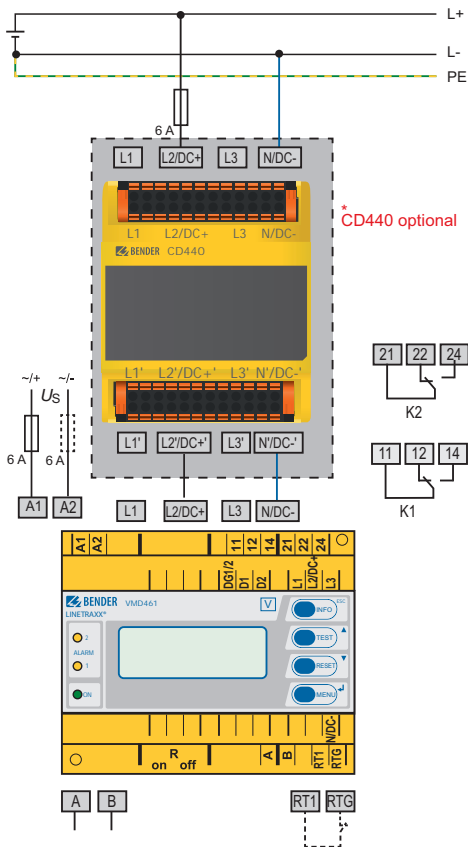 L+
L-
PE
6 A
L1 L2/DC+ L3 N/DC-
* CD440 optional
L1 L2/DC+ L3 N/DC-
BENDER CD440
L1' L2'/DC+' L3' N'/DC-'
L1' L2'/DC+' L3' N'/DC-'
~/+ ~/-
US
6 A 6 A
A1 A2
21 22 24
K2
11 12 14
K1
L1 L2/DC+ L3 N/DC-
A1 A2 11 12 14 21 22 24
DG1/2 D1 D2 L1 L2/DC+ L3
BENDER VMD461 V
LINETRAXX®
INFO ESC
TEST
RESET
MENU
2
ALARM
1
ON
N/DC-
on R off A B RT1 RTG
A B RT1 RTG